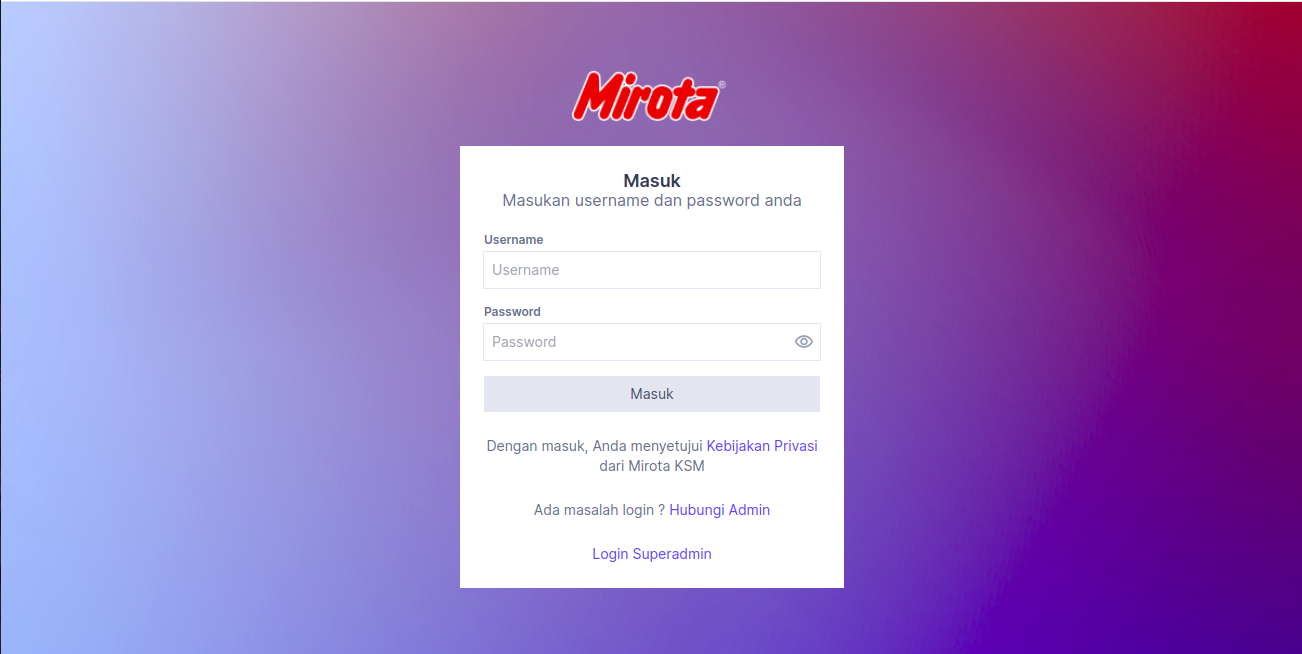 Mirota®
Masuk
Masukan username dan password anda
Username
Username
Password
Password
Masuk
Dengan masuk, Anda menyetujui Kebijakan Privasi
dari Mirota KSM
Ada masalah login ? Hubungi Admin
Login Superadmin